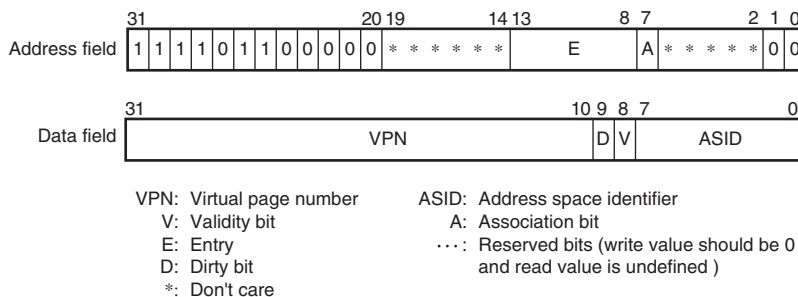 31 20 19 14 13 8 7 2 1 0
Address field 1 1 1 1 0 1 1 0 0 0 0 0 * * * * * * E A * * * * * 0 0
31 10 9 8 7 0
Data field VPN D V ASID
VPN: Virtual page number
V: Validity bit
E: Entry
D: Dirty bit
*: Don't care
ASID: Address space identifier
A: Association bit
···: Reserved bits (write value should be 0
and read value is undefined )